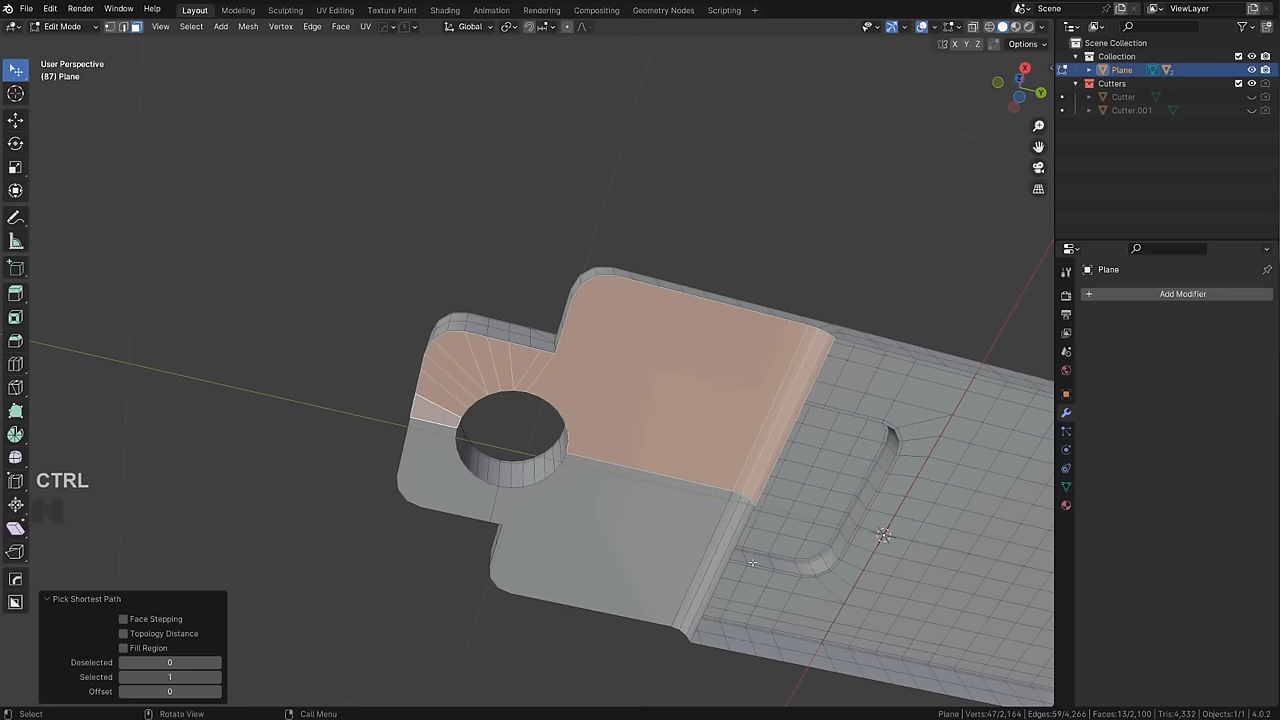 File Edit Render Window Help Layout Modeling Sculpting UV Editing Texture Paint Shading Animation Rendering Compositing Geometry Nodes Scripting Scene ViewLayer
Edit Mode View Select Add Mesh Vertex Edge Face UV Global
X Y Z Options
Scene Collection
User Perspective
(87) Plane
Collection
Plane 2
Cutters
Cutter
Cutter.001
X
Y
Z
Plane
+ Add Modifier
CTRL
Pick Shortest Path
Face Stepping
Topology Distance
Fill Region
Deselected 0
Selected 1
Offset 0
Select Rotate View Call Menu Plane | Verts:47/2,164 | Edges:59/4,266 | Faces:13/2,100 | Tris:4,332 | Objects:1/1 | 4.0.2